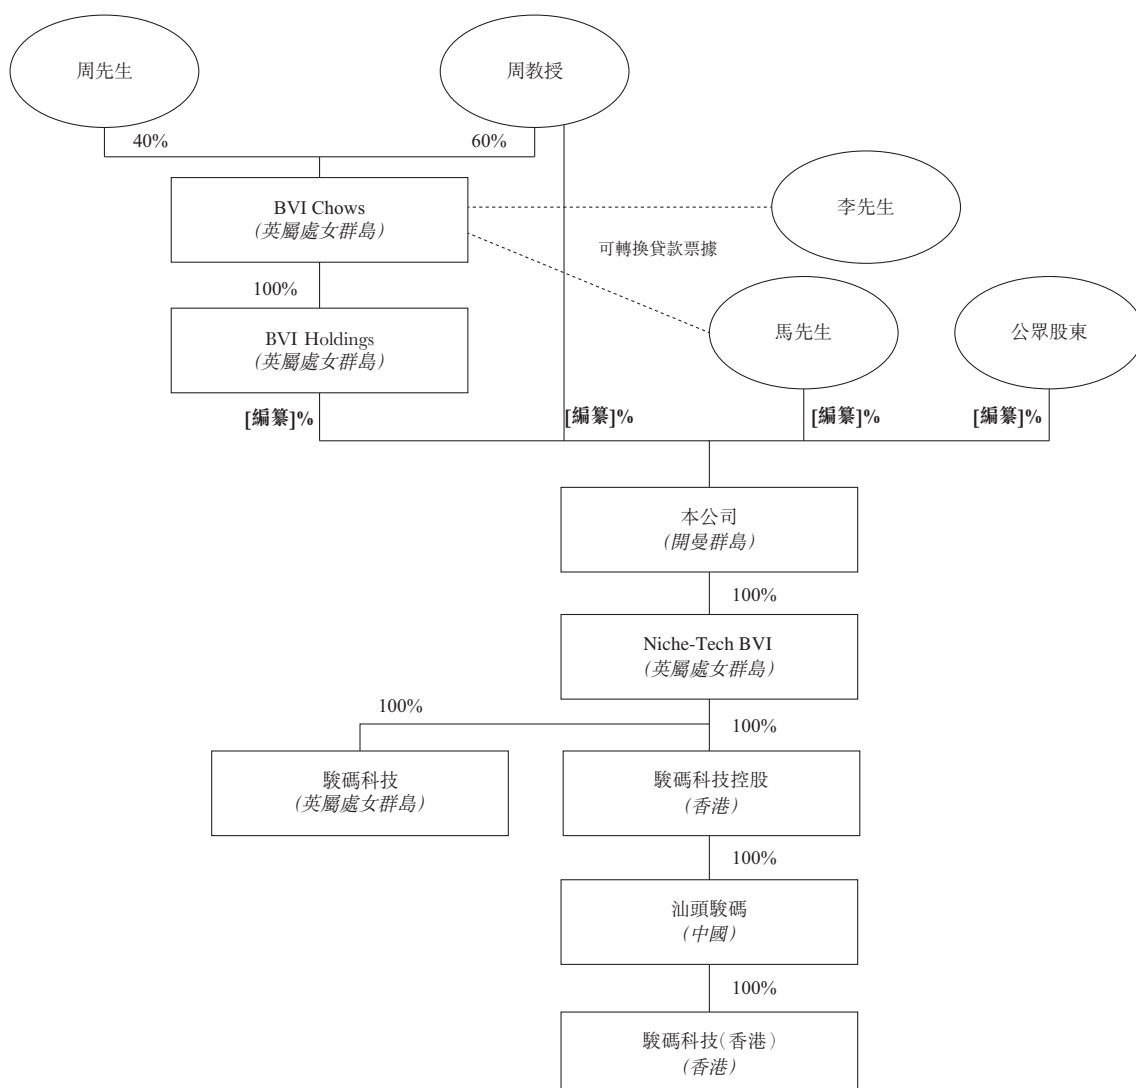 周先生
周教授
40%
60%
BVI Chows
(英屬處女群島)
李先生
可轉換貸款票據
100%
BVI Holdings
(英屬處女群島)
馬先生
公眾股東
[編纂]%
[編纂]%
[編纂]%
[編纂]%
本公司
(開曼群島)
100%
Niche-Tech BVI
(英屬處女群島)
100%
100%
駿碼科技
(英屬處女群島)
駿碼科技控股
(香港)
100%
汕頭駿碼
(中國)
100%
駿碼科技(香港)
(香港)